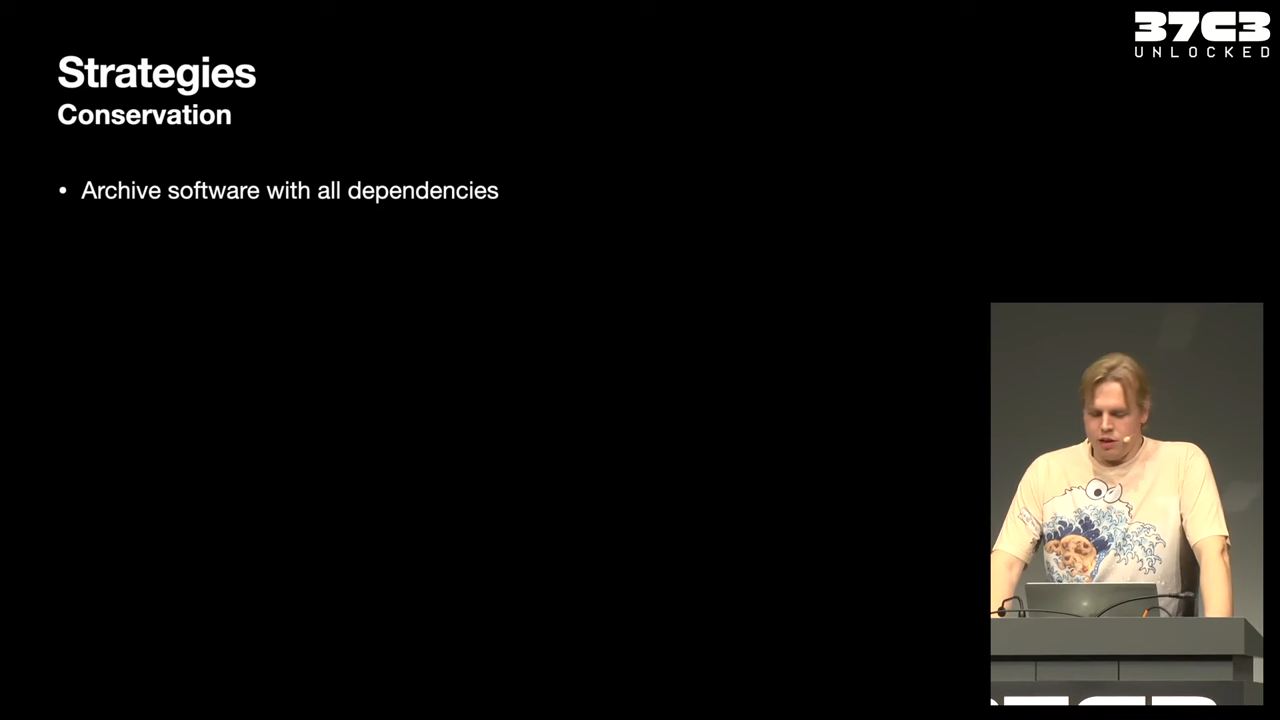 37C3
UNLOCKED
Strategies
Conservation
• Archive software with all dependencies